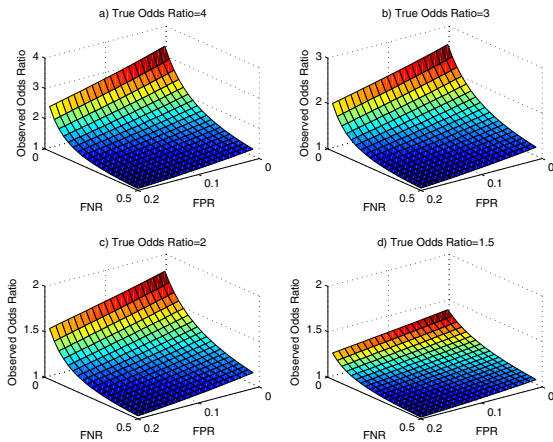 a) True Odds Ratio=4
Observed Odds Ratio
4
3
2
1
0
0.5
FNR
0.2
0.1
0
FPR
b) True Odds Ratio=3
Observed Odds Ratio
3
2
1
0
0.5
FNR
0.2
0.1
0
FPR
c) True Odds Ratio=2
Observed Odds Ratio
2
1.5
1
0
0.5
FNR
0.2
0.1
0
FPR
d) True Odds Ratio=1.5
Observed Odds Ratio
2
1.5
1
0
0.5
FNR
0.2
0.1
0
FPR